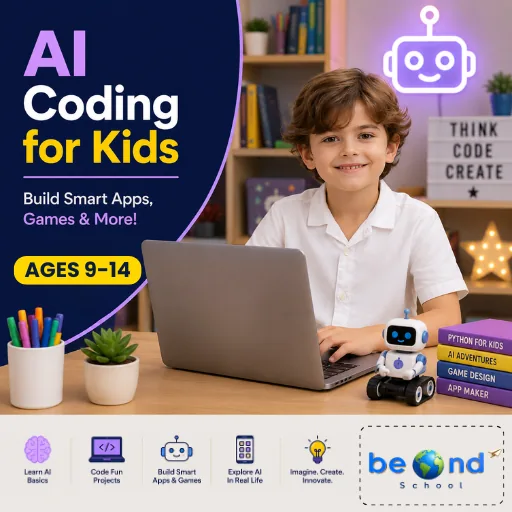 AI
Coding
for Kids
Build Smart Apps,
Games & More!
AGES 9-14
THINK
CODE
CREATE
PYTHON FOR KIDS
AI ADVENTURES
GAME DESIGN
APP MAKER
Learn AI
Basics
Code Fun
Projects
Build Smart
Apps & Games
Explore AI
In Real Life
Imagine. Create.
Innovate.
beyond
School